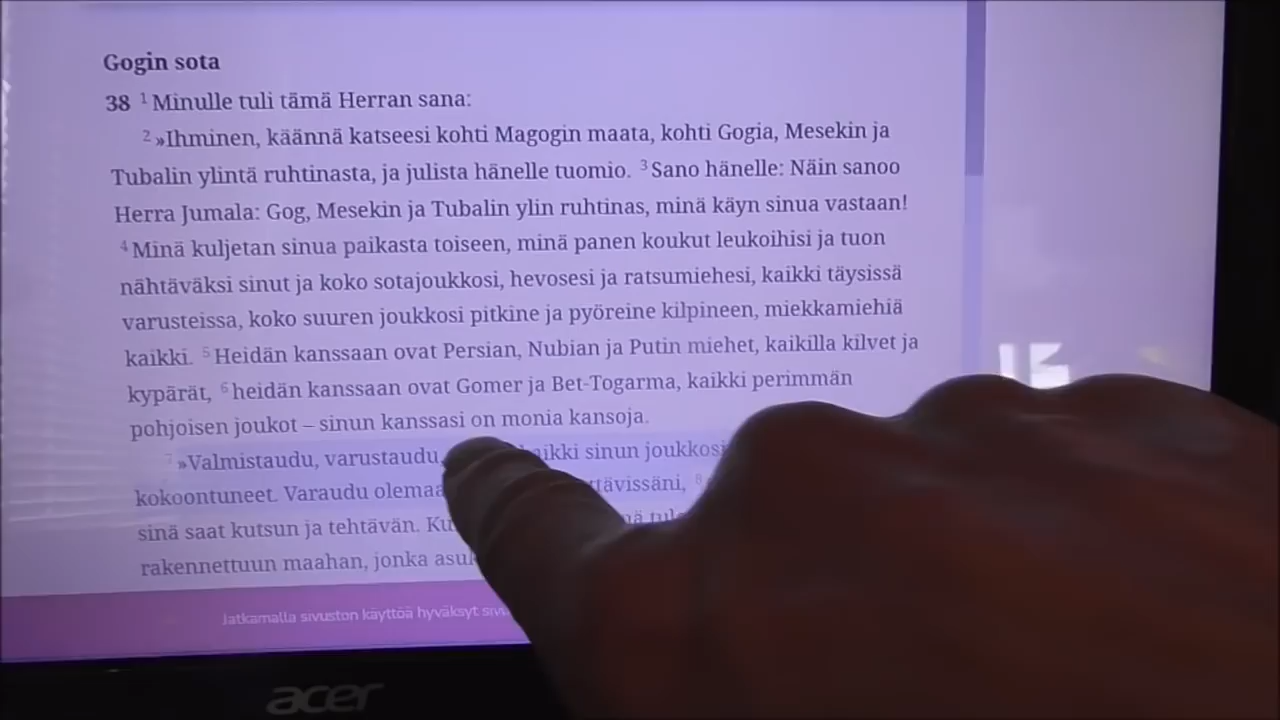 Gogin sota
38 1 Minulle tuli tämä Herran sana:
2 »Ihminen, käännä katseesi kohti Magogin maata, kohti Gogia, Mesekin ja
Tubalin ylintä ruhtinasta, ja julista hänelle tuomio. 3 Sano hänelle: Näin sanoo
Herra Jumala: Gog, Mesekin ja Tubalin ylin ruhtinas, minä käyn sinua vastaan!
4 Minä kuljetan sinua paikasta toiseen, minä panen koukut leukoihisi ja tuon
nähtäväksi sinut ja koko sotajoukkosi, hevosesi ja ratsumiehesi, kaikki täysissä
varusteissa, koko suuren joukkosi pitkine ja pyöreine kilpineen, miekkamiehiä
kaikki. 5 Heidän kanssaan ovat Persian, Nubian ja Putin miehet, kaikilla kilvet ja
kypärät, 6 heidän kanssaan ovat Gomer ja Bet-Togarma, kaikki perimmän
pohjoisen joukot – sinun kanssasi on monia kansoja.
7 »Valmistaudu, varustaudu, sinun joukkosi
kokoontuneet. Varaudu 8
sinä saat kutsun ja tehtävän.
rakennettuun maahan, jonka
Jatkamalla sivuston käyttöä hyväksyt
acer